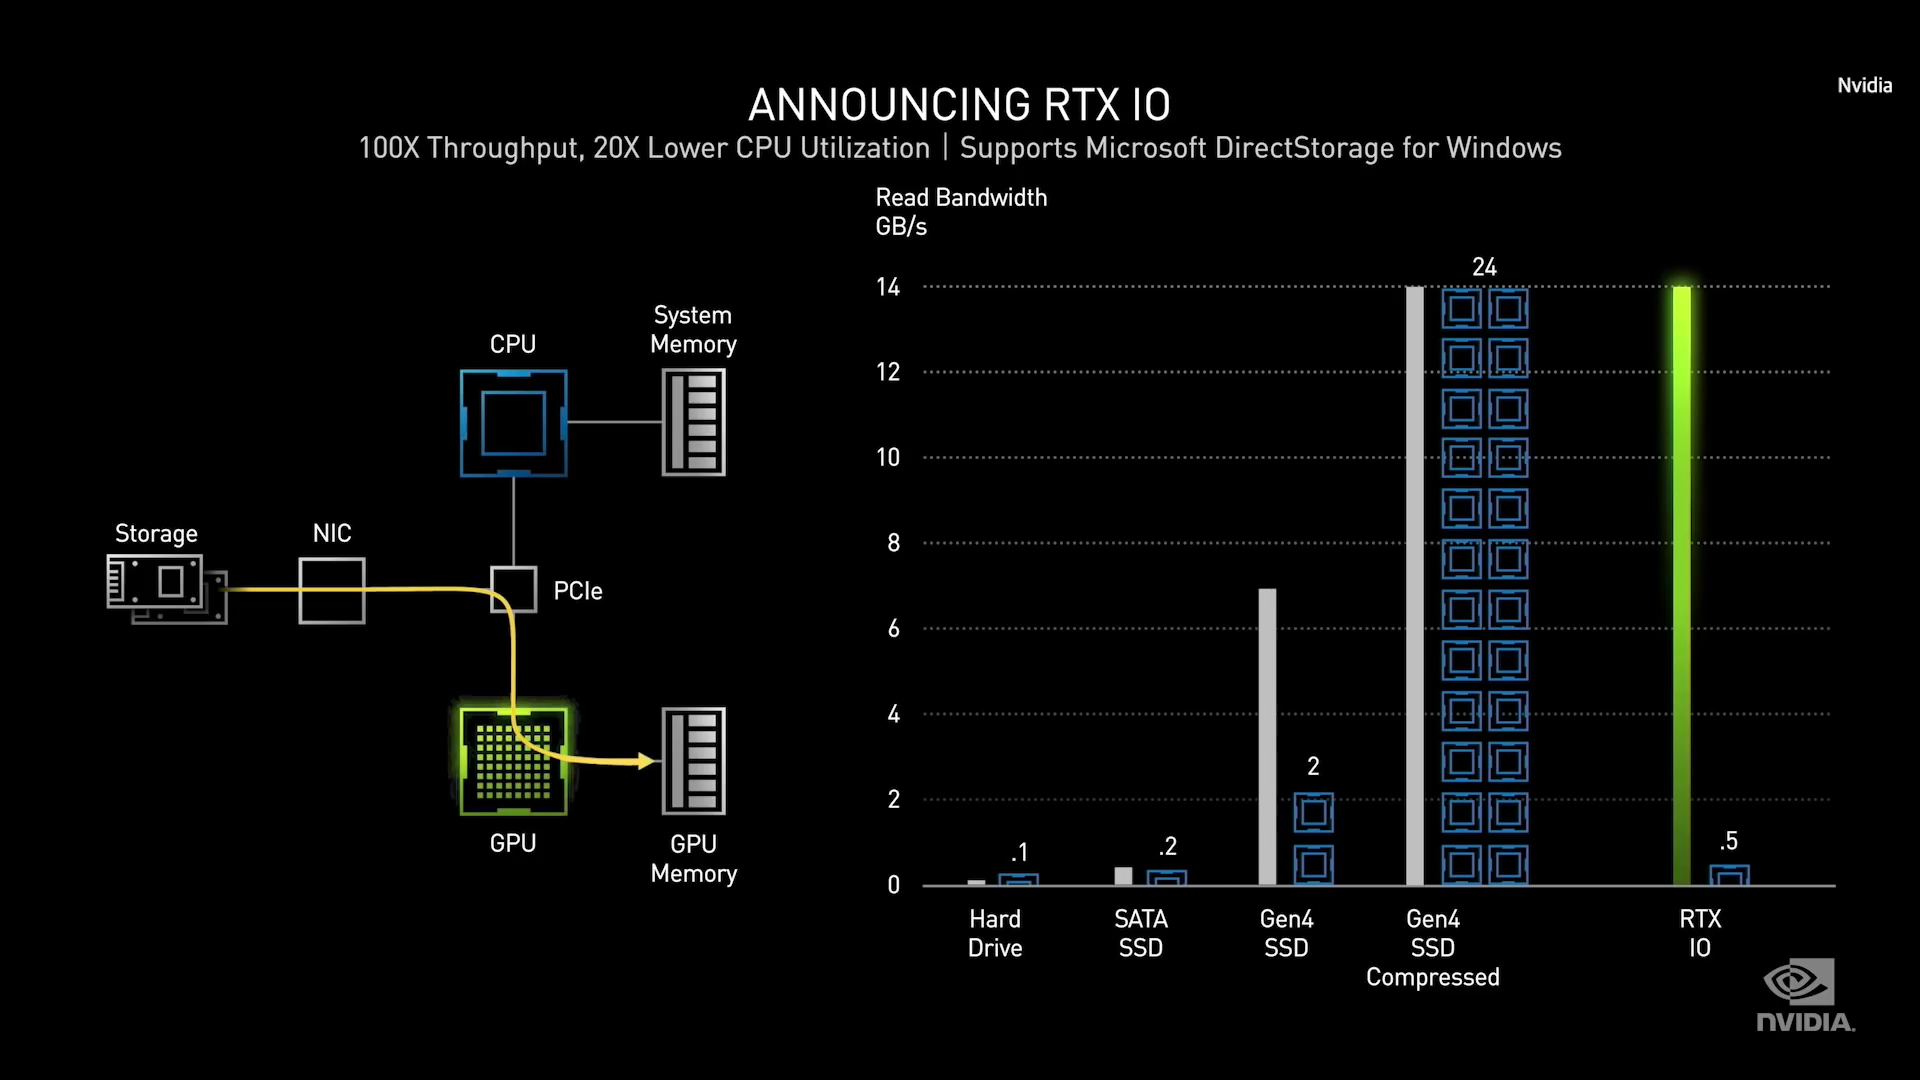 Nvidia
ANNOUNCING RTX IO
100X Throughput, 20X Lower CPU Utilization | Supports Microsoft DirectStorage for Windows
Read Bandwidth
GB/s
System
Memory
CPU
Storage
NIC
PCIe
GPU
GPU
Memory
14
12
10
8
6
4
2
0
.1
.2
2
24
.5
Hard
Drive
SATA
SSD
Gen4
SSD
Gen4
SSD
Compressed
RTX
IO
NVIDIA.